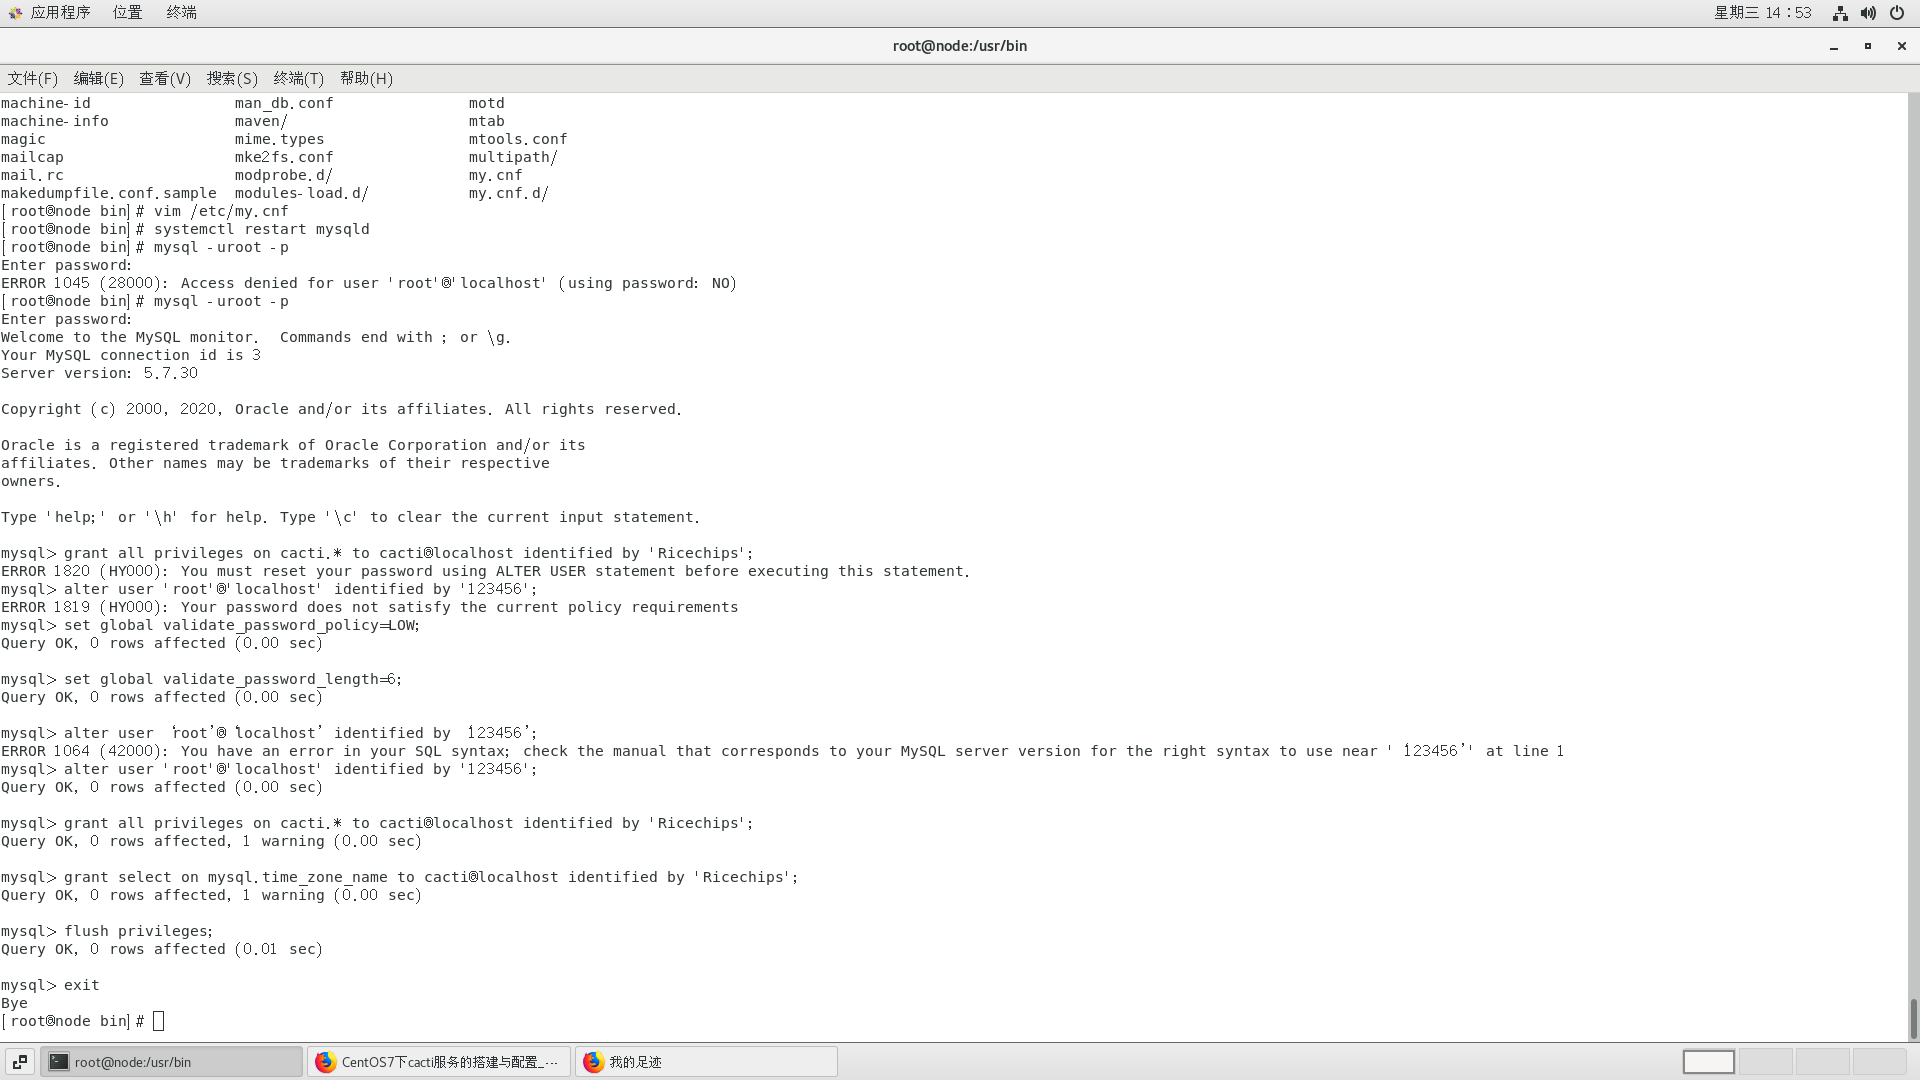 应用程序 位置 终端 星期三 14：53
root@node:/usr/bin
文件(F) 编辑(E) 查看(V) 搜索(S) 终端(T) 帮助(H)
machine-id man_db.conf motd
machine-info maven/ mtab
magic mime.types mtools.conf
mailcap mke2fs.conf multipath/
mail.rc modprobe.d/ my.cnf
makedumpfile.conf.sample modules-load.d/ my.cnf.d/
[root@node bin]# vim /etc/my.cnf
[root@node bin]# systemctl restart mysqld
[root@node bin]# mysql -uroot -p
Enter password:
ERROR 1045 (28000): Access denied for user 'root'@'localhost' (using password: NO)
[root@node bin]# mysql -uroot -p
Enter password:
Welcome to the MySQL monitor.  Commands end with ; or \g.
Your MySQL connection id is 3
Server version: 5.7.30
Copyright (c) 2000, 2020, Oracle and/or its affiliates. All rights reserved.
Oracle is a registered trademark of Oracle Corporation and/or its
affiliates. Other names may be trademarks of their respective
owners.
Type 'help;' or '\h' for help. Type '\c' to clear the current input statement.
mysql> grant all privileges on cacti.* to cacti@localhost identified by 'Ricechips';
ERROR 1820 (HY000): You must reset your password using ALTER USER statement before executing this statement.
mysql> alter user 'root'@'localhost' identified by '123456';
ERROR 1819 (HY000): Your password does not satisfy the current policy requirements
mysql> set global validate_password_policy=LOW;
Query OK, 0 rows affected (0.00 sec)
mysql> set global validate_password_length=6;
Query OK, 0 rows affected (0.00 sec)
mysql> alter user ‘root’@‘localhost’ identified by ‘123456’;
ERROR 1064 (42000): You have an error in your SQL syntax; check the manual that corresponds to your MySQL server version for the right syntax to use near '‘123456’' at line 1
mysql> alter user 'root'@'localhost' identified by '123456';
Query OK, 0 rows affected (0.00 sec)
mysql> grant all privileges on cacti.* to cacti@localhost identified by 'Ricechips';
Query OK, 0 rows affected, 1 warning (0.00 sec)
mysql> grant select on mysql.time_zone_name to cacti@localhost identified by 'Ricechips';
Query OK, 0 rows affected, 1 warning (0.00 sec)
mysql> flush privileges;
Query OK, 0 rows affected (0.01 sec)
mysql> exit
Bye
[root@node bin]#
root@node:/usr/bin CentOS7下cacti服务的搭建与配置_··· 我的足迹